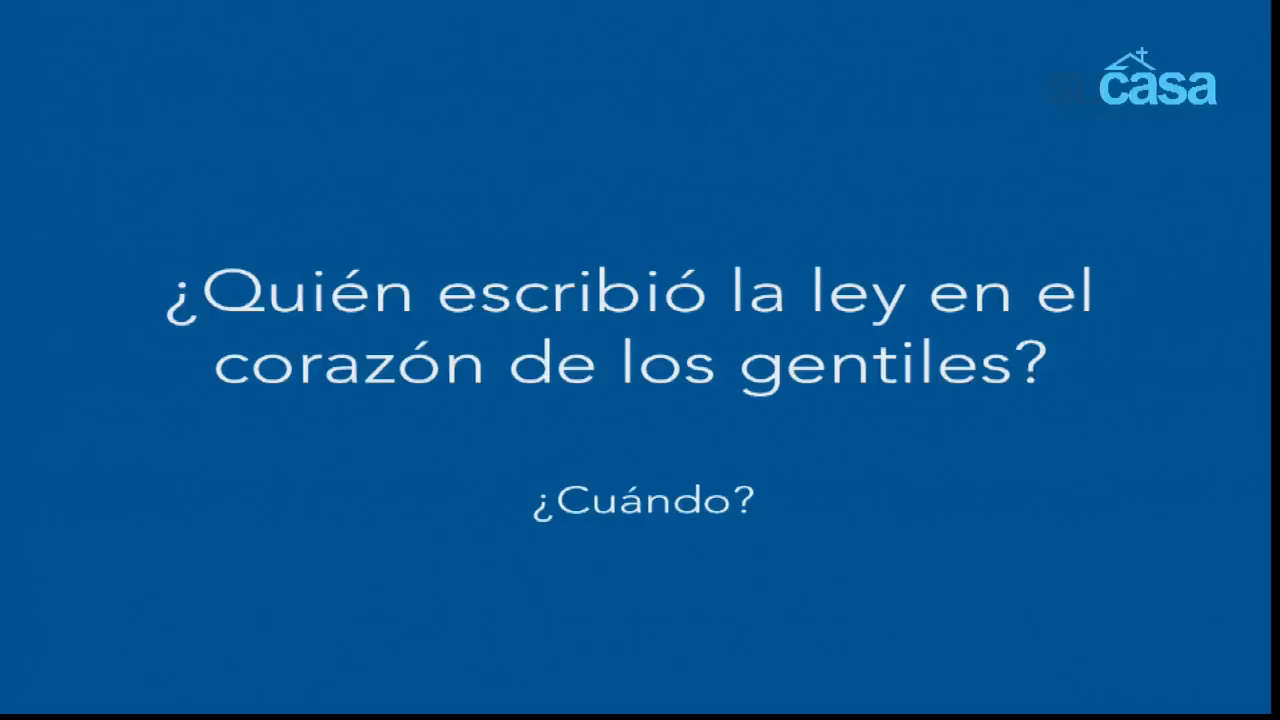 casa
¿Quién escribió la ley en el
corazón de los gentiles?
¿Cuándo?